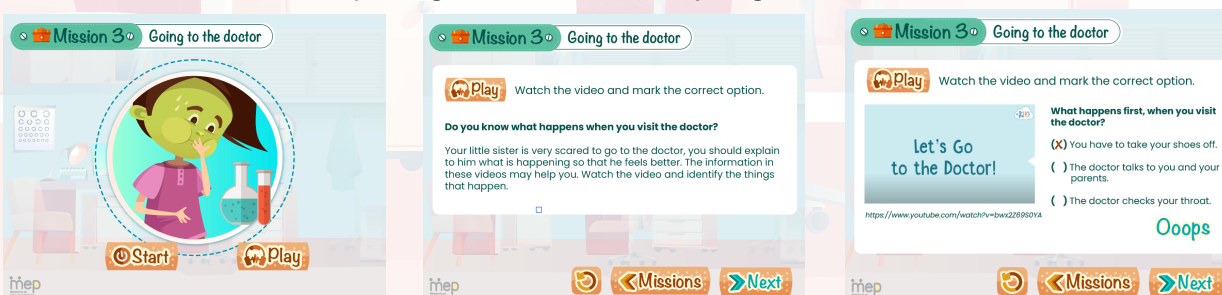 Mission 3 Going to the doctor
Start
Play
mep
Mission 3 Going to the doctor
Play Watch the video and mark the correct option.
Do you know what happens when you visit the doctor?
Your little sister is very scared to go to the doctor, you should explain
to him what is happening so that he feels better. The information in
these videos may help you. Watch the video and identify the things
that happen.
mep
Missions
Next
Mission 3 Going to the doctor
Play Watch the video and mark the correct option.
Let's Go
to the Doctor!
https://www.youtube.com/watch?v=bwx2Z69S0YA
What happens first, when you visit
the doctor?
(X) You have to take your shoes off.
( ) The doctor talks to you and your
parents.
( ) The doctor checks your throat.
Ooops
mep
Missions
Next